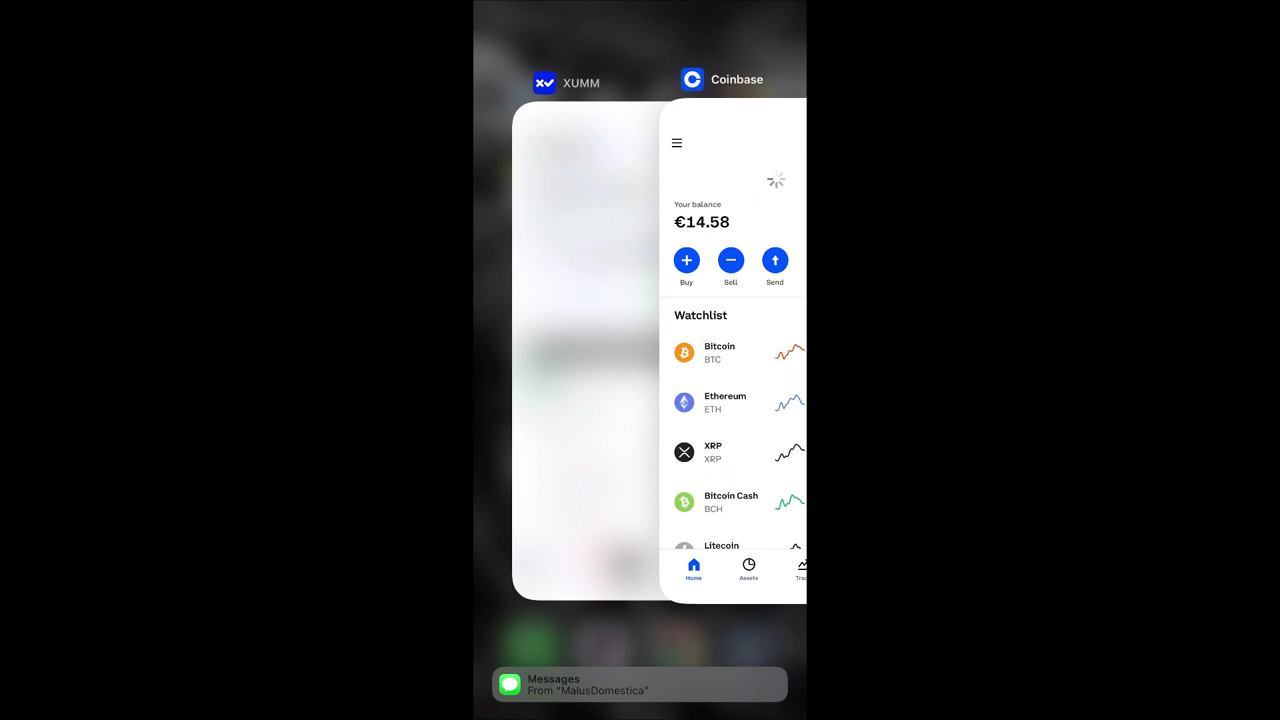 XUMM
Coinbase
Your balance
€14.58
Buy
Sell
Send
Watchlist
Bitcoin
BTC
Ethereum
ETH
XRP
XRP
Bitcoin Cash
BCH
Litecoin
Home
Assets
Messages
From “MalusDomestica”